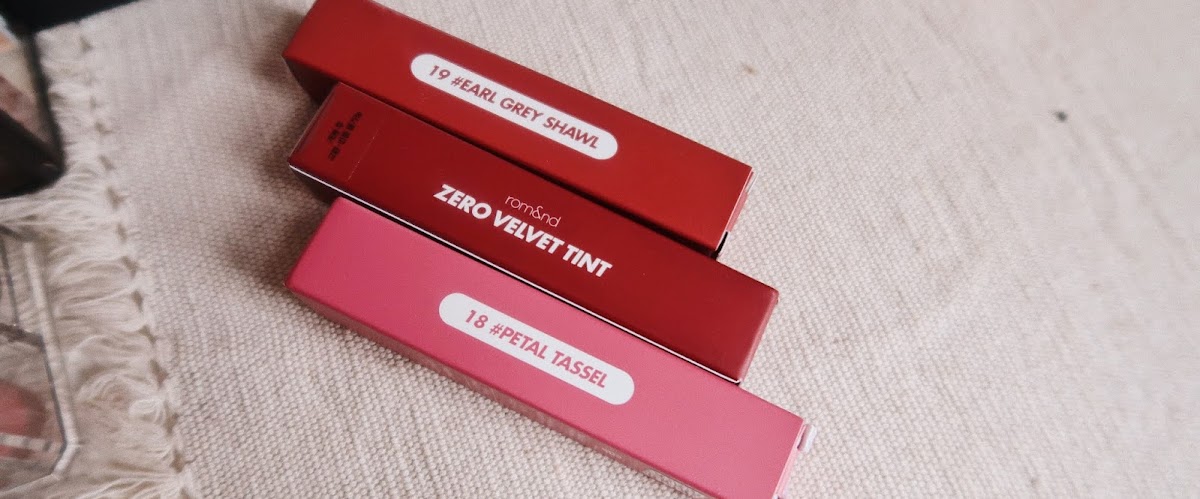 19 #EARL GREY SHAWL
rom&nd
ZERO VELVET TINT
18 #PETAL TASSEL